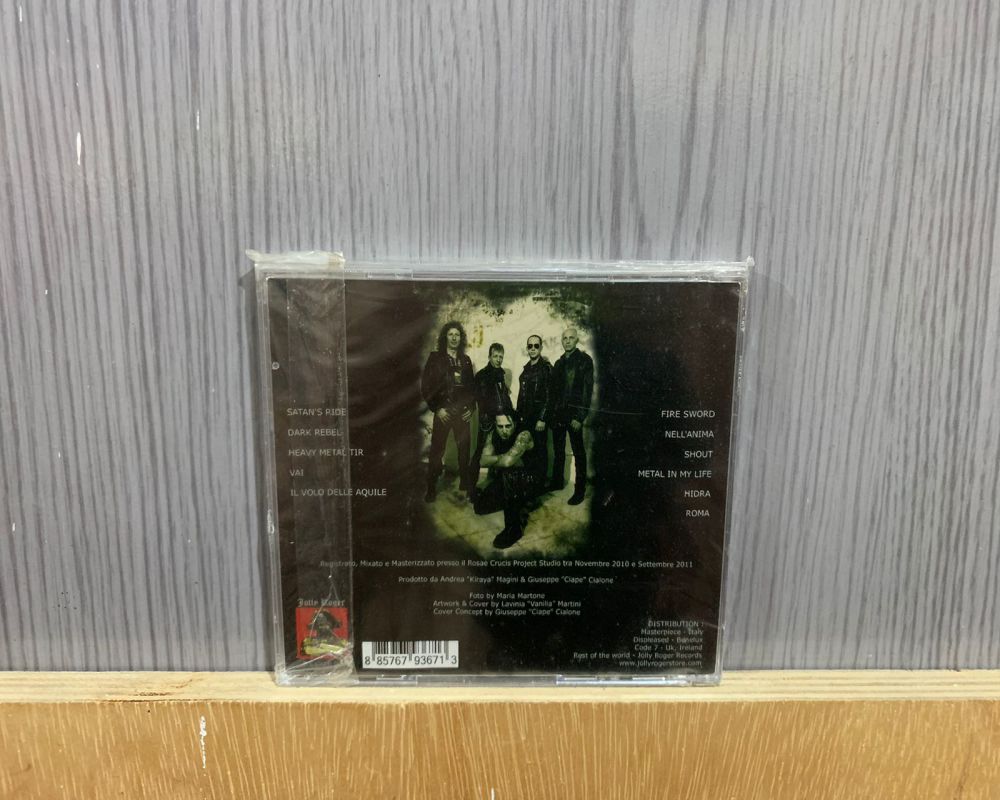 SATAN'S RIDE
DARK REBEL
HEAVY METAL TIR
VAI
IL VOLO DELLE AQUILE
FIRE SWORD
NELL'ANIMA
SHOUT
METAL IN MY LIFE
HIDRA
ROMA
Registrato, Mixato e Masterizzato presso il Rosae Crucis Project Studio tra Novembre 2010 e Settembre 2011
Prodotto da Andrea "Kiraya" Magini & Giuseppe "Ciape" Cialone
Foto by Maria Martone
Artwork & Cover by Lavinia "Vanilia" Martini
Cover Concept by Giuseppe "Ciape" Cialone
Jolly Roger
8 85767 93671 3
DISTRIBUTION :
Masterpiece - Italy
Displeased - Benelux
Code 7 - Uk, Ireland
Rest of the world - Jolly Roger Records
www.jollyrogerstore.com